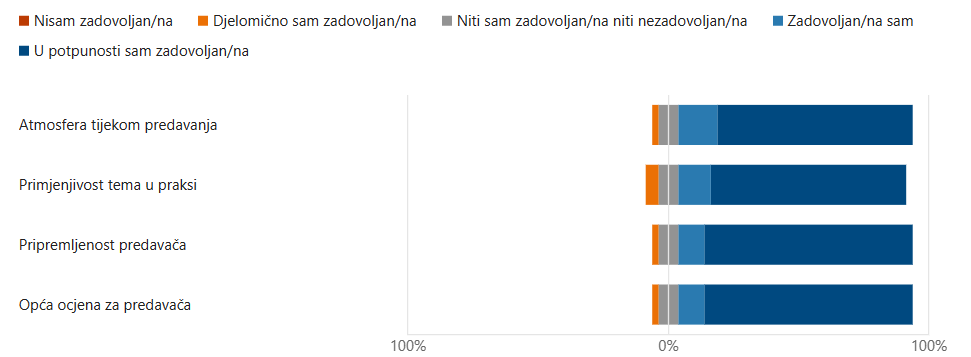 Nisam zadovoljan/na Djelomično sam zadovoljan/na Niti sam zadovoljan/na niti nezadovoljan/na Zadovoljan/na sam
U potpunosti sam zadovoljan/na
Atmosfera tijekom predavanja
Primjenjivost tema u praksi
Pripremljenost predavača
Opća ocjena za predavača
100% 0% 100%